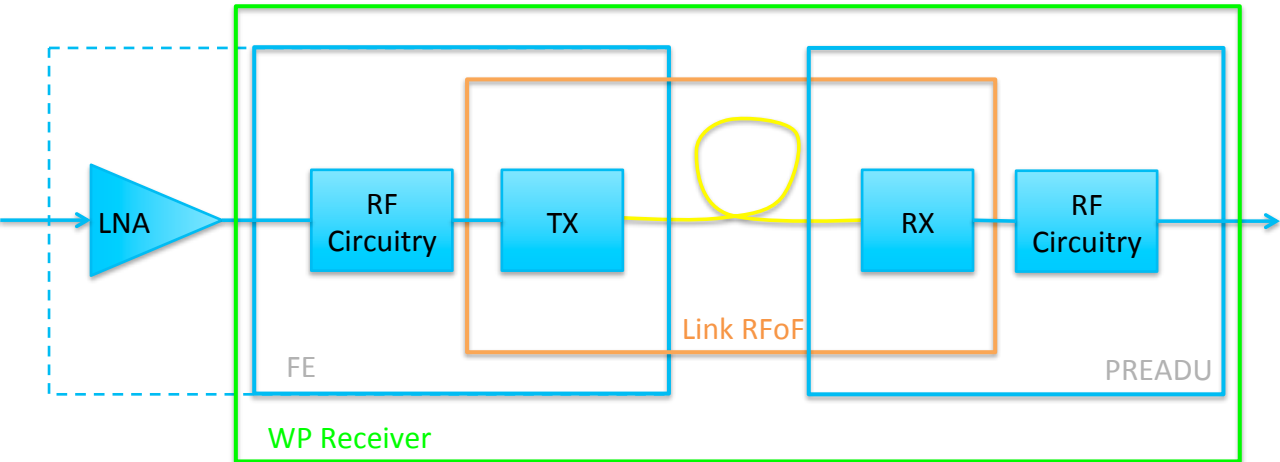 LNA
RF
Circuitry
TX
RX
RF
Circuitry
Link RFoF
FE
PREADU
WP Receiver